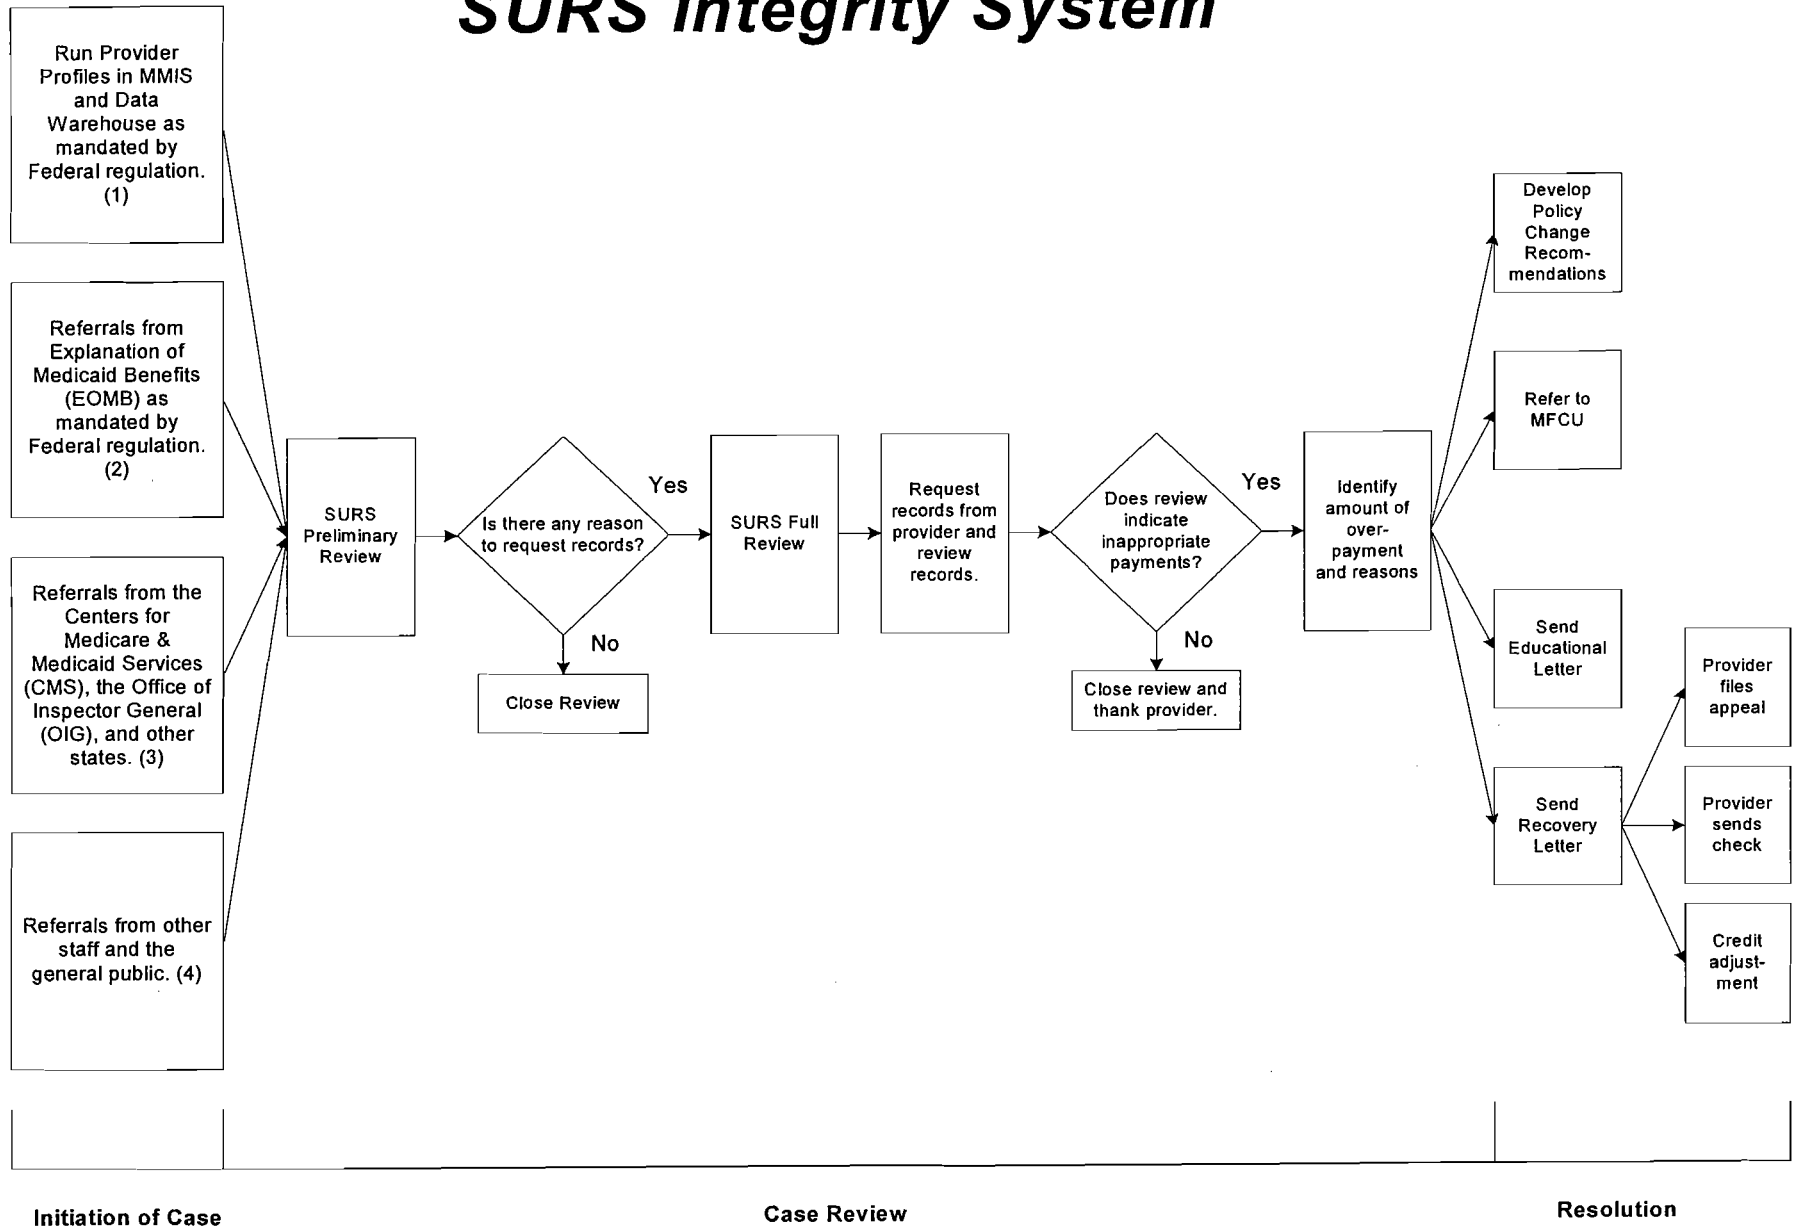 SURS Integrity System
Run Provider
Profiles in MMIS
and Data
Warehouse as
mandated by
Federal regulation.
(1)
Referrals from
Explanation of
Medicaid Benefits
(EOMB) as
mandated by
Federal regulation.
(2)
Referrals from the
Centers for
Medicare &
Medicaid Services
(CMS), the Office of
Inspector General
(OIG), and other
states. (3)
Referrals from other
staff and the
general public. (4)
SURS
Preliminary
Review
Is there any reason
to request records?
Yes
No
Close Review
SURS Full
Review
Request
records from
provider and
review
records.
Does review
indicate
inappropriate
payments?
Yes
No
Close review and
thank provider.
Identify
amount of
over-
payment
and reasons
Develop
Policy
Change
Recom-
mendations
Refer to
MFCU
Send
Educational
Letter
Send
Recovery
Letter
Provider
files
appeal
Provider
sends
check
Credit
adjust-
ment
Initiation of Case
Case Review
Resolution